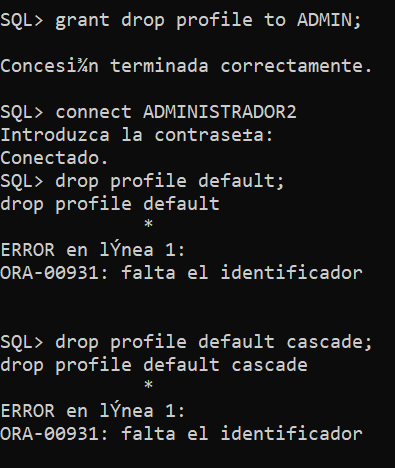 SQL> grant drop profile to ADMIN;
Concesi¾n terminada correctamente.
SQL> connect ADMINISTRADOR2
Introduzca la contrase±a:
Conectado.
SQL> drop profile default;
drop profile default
*
ERROR en lÝnea 1:
ORA-00931: falta el identificador
SQL> drop profile default cascade;
drop profile default cascade
*
ERROR en lÝnea 1:
ORA-00931: falta el identificador